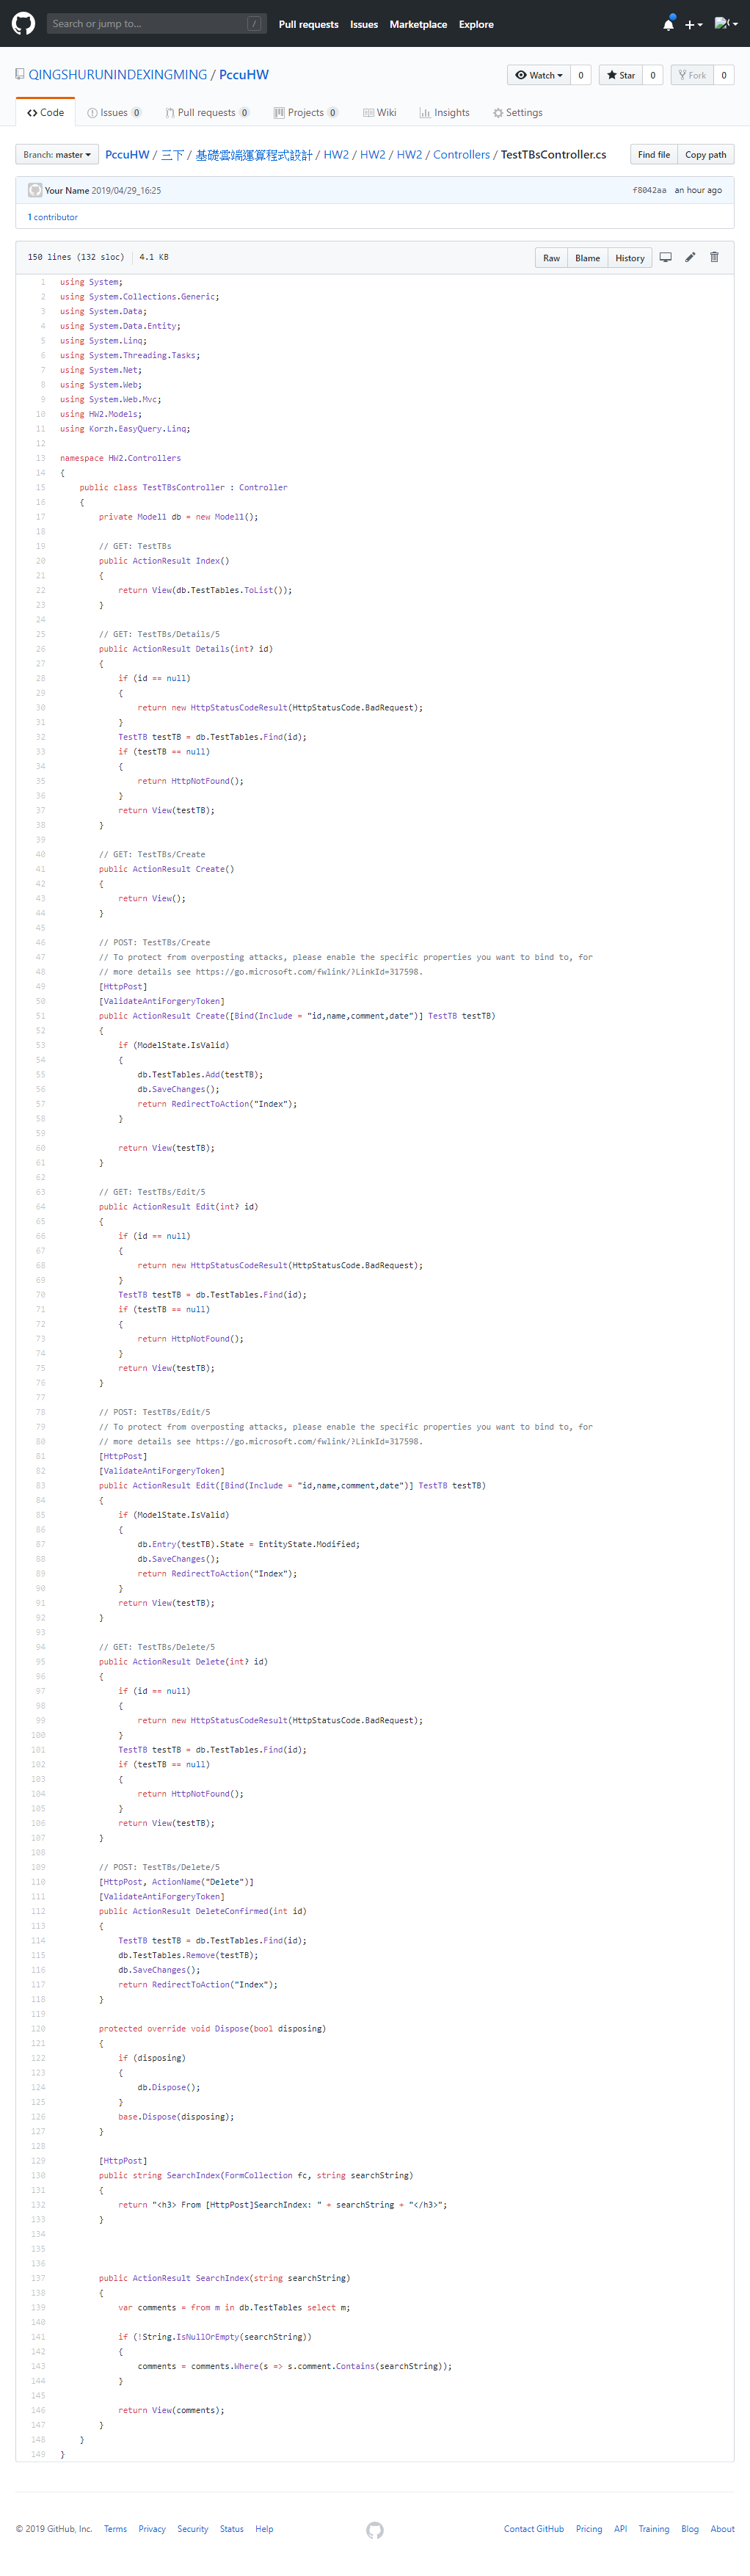 Search or jump to...
/
Pull requests Issues Marketplace Explore
QINGSHURUNINDEXINGMING / PccuHW
Watch 0 Star 0 Fork 0
Code Issues 0 Pull requests 0 Projects 0 Wiki Insights Settings
Branch: master PccuHW / 三下 / 基礎雲端運算程式設計 / HW2 / HW2 / HW2 / Controllers / TestTBsController.cs Find file Copy path
Your Name 2019/04/29_16:25 f8042aa an hour ago
1 contributor
150 lines (132 sloc) 4.1 KB Raw Blame History
1 using System;
2 using System.Collections.Generic;
3 using System.Data;
4 using System.Data.Entity;
5 using System.Linq;
6 using System.Threading.Tasks;
7 using System.Net;
8 using System.Web;
9 using System.Web.Mvc;
10 using HW2.Models;
11 using Korzh.EasyQuery.Linq;
12
13 namespace HW2.Controllers
14 {
15 public class TestTBsController : Controller
16 {
17 private Model1 db = new Model1();
18
19 // GET: TestTBs
20 public ActionResult Index()
21 {
22 return View(db.TestTables.ToList());
23 }
24
25 // GET: TestTBs/Details/5
26 public ActionResult Details(int? id)
27 {
28 if (id == null)
29 {
30 return new HttpStatusCodeResult(HttpStatusCode.BadRequest);
31 }
32 TestTB testTB = db.TestTables.Find(id);
33 if (testTB == null)
34 {
35 return HttpNotFound();
36 }
37 return View(testTB);
38 }
39
40 // GET: TestTBs/Create
41 public ActionResult Create()
42 {
43 return View();
44 }
45
46 // POST: TestTBs/Create
47 // To protect from overposting attacks, please enable the specific properties you want to bind to, for
48 // more details see https://go.microsoft.com/fwlink/?LinkId=317598.
49 [HttpPost]
50 [ValidateAntiForgeryToken]
51 public ActionResult Create([Bind(Include = "id,name,comment,date")] TestTB testTB)
52 {
53 if (ModelState.IsValid)
54 {
55 db.TestTables.Add(testTB);
56 db.SaveChanges();
57 return RedirectToAction("Index");
58 }
59
60 return View(testTB);
61 }
62
63 // GET: TestTBs/Edit/5
64 public ActionResult Edit(int? id)
65 {
66 if (id == null)
67 {
68 return new HttpStatusCodeResult(HttpStatusCode.BadRequest);
69 }
70 TestTB testTB = db.TestTables.Find(id);
71 if (testTB == null)
72 {
73 return HttpNotFound();
74 }
75 return View(testTB);
76 }
77
78 // POST: TestTBs/Edit/5
79 // To protect from overposting attacks, please enable the specific properties you want to bind to, for
80 // more details see https://go.microsoft.com/fwlink/?LinkId=317598.
81 [HttpPost]
82 [ValidateAntiForgeryToken]
83 public ActionResult Edit([Bind(Include = "id,name,comment,date")] TestTB testTB)
84 {
85 if (ModelState.IsValid)
86 {
87 db.Entry(testTB).State = EntityState.Modified;
88 db.SaveChanges();
89 return RedirectToAction("Index");
90 }
91 return View(testTB);
92 }
93
94 // GET: TestTBs/Delete/5
95 public ActionResult Delete(int? id)
96 {
97 if (id == null)
98 {
99 return new HttpStatusCodeResult(HttpStatusCode.BadRequest);
100 }
101 TestTB testTB = db.TestTables.Find(id);
102 if (testTB == null)
103 {
104 return HttpNotFound();
105 }
106 return View(testTB);
107 }
108
109 // POST: TestTBs/Delete/5
110 [HttpPost, ActionName("Delete")]
111 [ValidateAntiForgeryToken]
112 public ActionResult DeleteConfirmed(int id)
113 {
114 TestTB testTB = db.TestTables.Find(id);
115 db.TestTables.Remove(testTB);
116 db.SaveChanges();
117 return RedirectToAction("Index");
118 }
119
120 protected override void Dispose(bool disposing)
121 {
122 if (disposing)
123 {
124 db.Dispose();
125 }
126 base.Dispose(disposing);
127 }
128
129 [HttpPost]
130 public string SearchIndex(FormCollection fc, string searchString)
131 {
132 return "<h3> From [HttpPost]SearchIndex: " + searchString + "</h3>";
133 }
134
135
136
137 public ActionResult SearchIndex(string searchString)
138 {
139 var comments = from m in db.TestTables select m;
140
141 if (!String.IsNullOrEmpty(searchString))
142 {
143 comments = comments.Where(s => s.comment.Contains(searchString));
144 }
145
146 return View(comments);
147 }
148 }
149 }
© 2019 GitHub, Inc. Terms Privacy Security Status Help Contact GitHub Pricing API Training Blog About